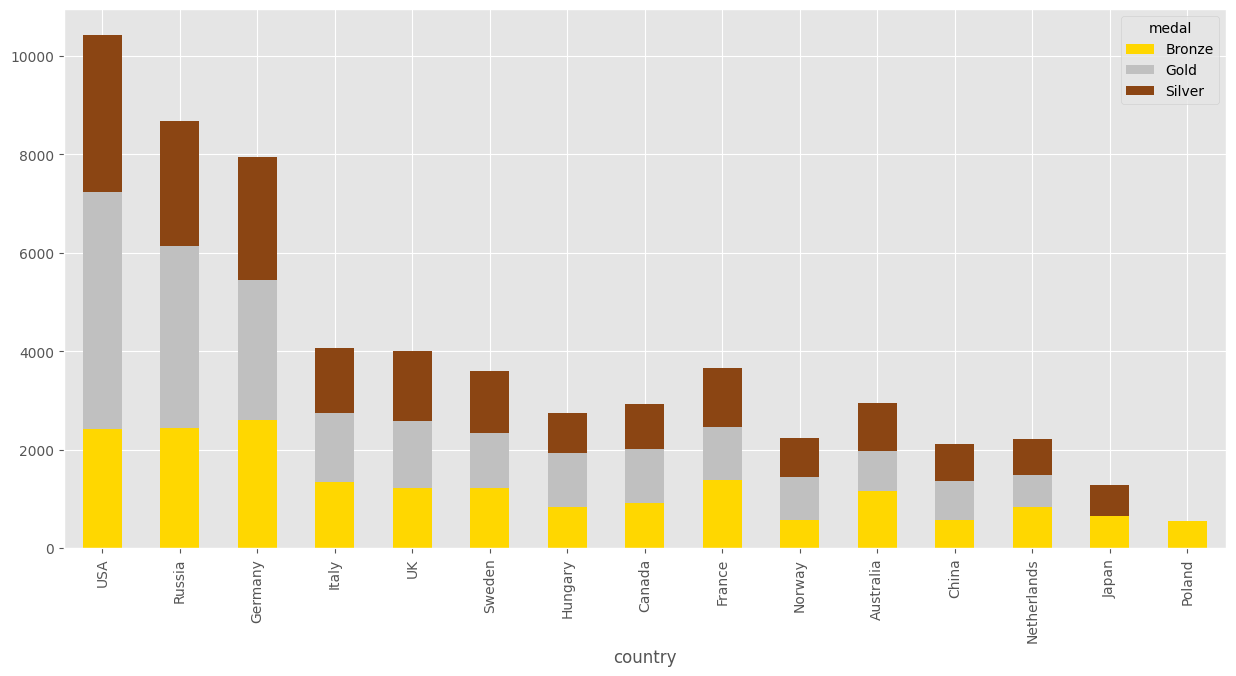 medal
Bronze
Gold
Silver
10000
8000
6000
4000
2000
0
USA
Russia
Germany
Italy
UK
Sweden
Hungary
Canada
France
Norway
Australia
China
Netherlands
Japan
Poland
country